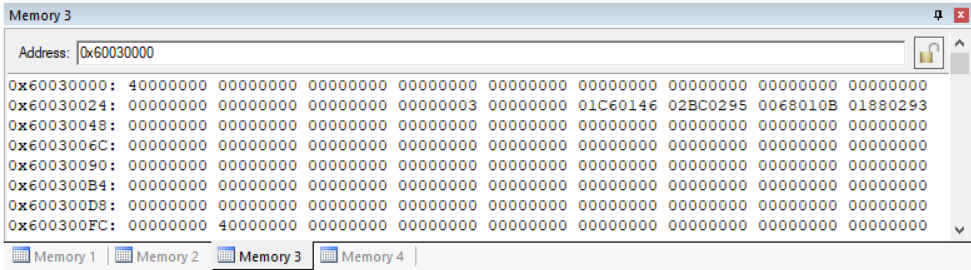 Memory 3
Address: 0x60030000
0x60030000: 40000000 00000000 00000000 00000000 00000000 00000000 00000000 00000000 00000000
0x60030024: 00000000 00000000 00000000 00000003 00000000 01C60146 02BC0295 0068010B 01880293
0x60030048: 00000000 00000000 00000000 00000000 00000000 00000000 00000000 00000000 00000000
0x6003006C: 00000000 00000000 00000000 00000000 00000000 00000000 00000000 00000000 00000000
0x60030090: 00000000 00000000 00000000 00000000 00000000 00000000 00000000 00000000 00000000
0x600300B4: 00000000 00000000 00000000 00000000 00000000 00000000 00000000 00000000 00000000
0x600300D8: 00000000 00000000 00000000 00000000 00000000 00000000 00000000 00000000 00000000
0x600300FC: 00000000 40000000 00000000 00000000 00000000 00000000 00000000 00000000 00000000
Memory 1 Memory 2 Memory 3 Memory 4